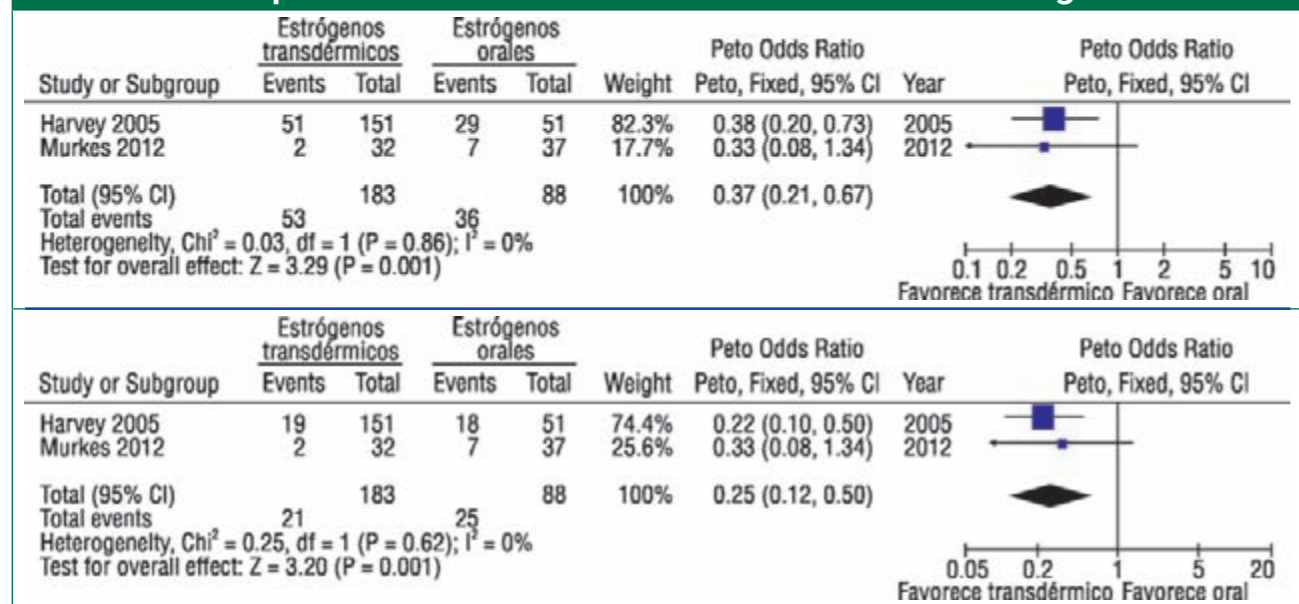 Estrógenos transdérmicos Estrógenos orales Peto Odds Ratio Peto Odds Ratio
Study or Subgroup Events Total Events Total Weight Peto, Fixed, 95% CI Year Peto, Fixed, 95% CI
Harvey 2005 51 151 29 51 82.3% 0.38 (0.20, 0.73) 2005
Murkes 2012 2 32 7 37 17.7% 0.33 (0.08, 1.34) 2012
Total (95% CI) 183 88 100% 0.37 (0.21, 0.67)
Total events 53 36
Heterogenelty, Chi² = 0.03, df = 1 (P = 0.86); I² = 0%
Test for overall effect: Z = 3.29 (P = 0.001)
0.1 0.2 0.5 1 2 5 10
Favorece transdérmico Favorece oral
Estrógenos transdérmicos Estrógenos orales Peto Odds Ratio Peto Odds Ratio
Study or Subgroup Events Total Events Total Weight Peto, Fixed, 95% CI Year Peto, Fixed, 95% CI
Harvey 2005 19 151 18 51 74.4% 0.22 (0.10, 0.50) 2005
Murkes 2012 2 32 7 37 25.6% 0.33 (0.08, 1.34) 2012
Total (95% CI) 183 88 100% 0.25 (0.12, 0.50)
Total events 21 25
Heterogenelty, Chi² = 0.25, df = 1 (P = 0.62); I² = 0%
Test for overall effect: Z = 3.20 (P = 0.001)
0.05 0.2 1 5 20
Favorece transdérmico Favorece oral